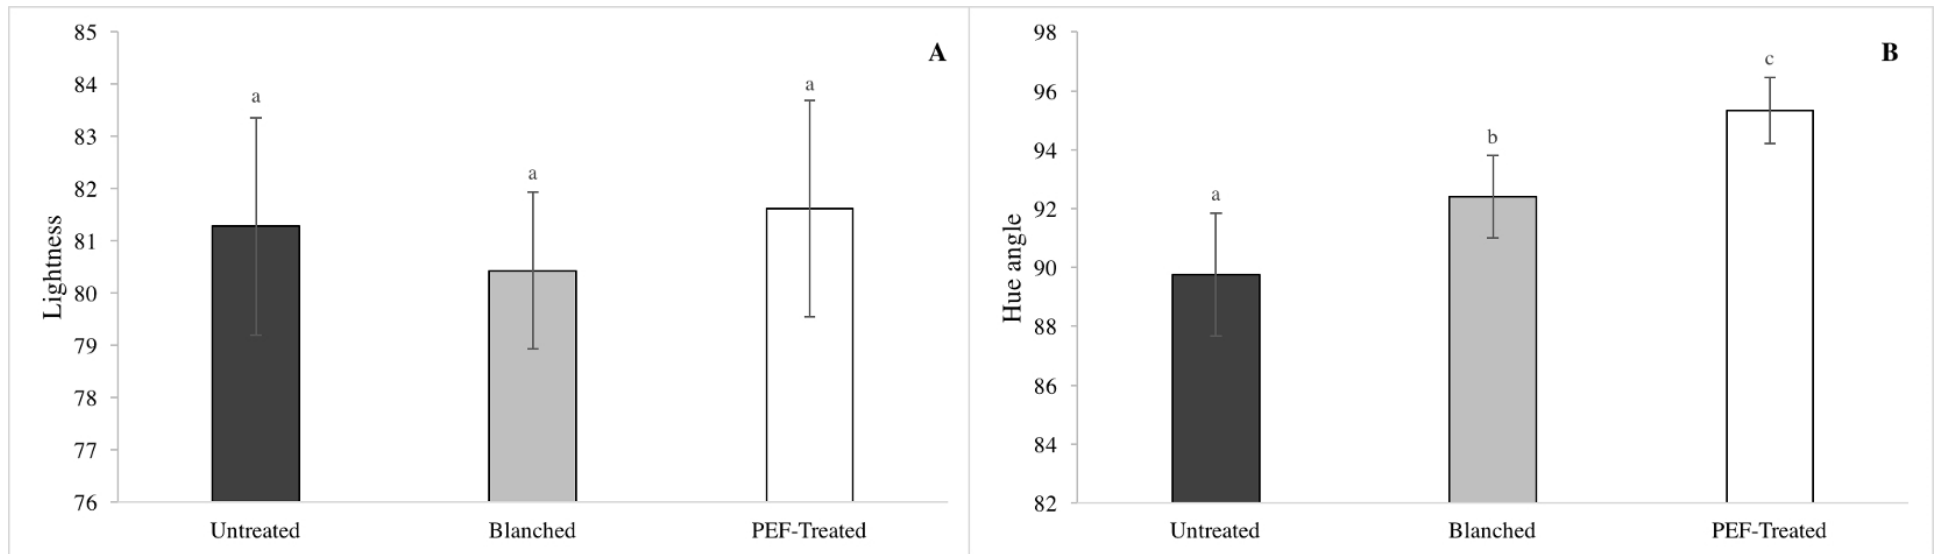 A
85
84
83
82
81
80
79
78
77
76
Lightness
a
a
a
Untreated
Blanched
PEF-Treated
B
98
96
94
92
90
88
86
84
82
Hue angle
a
b
c
Untreated
Blanched
PEF-Treated